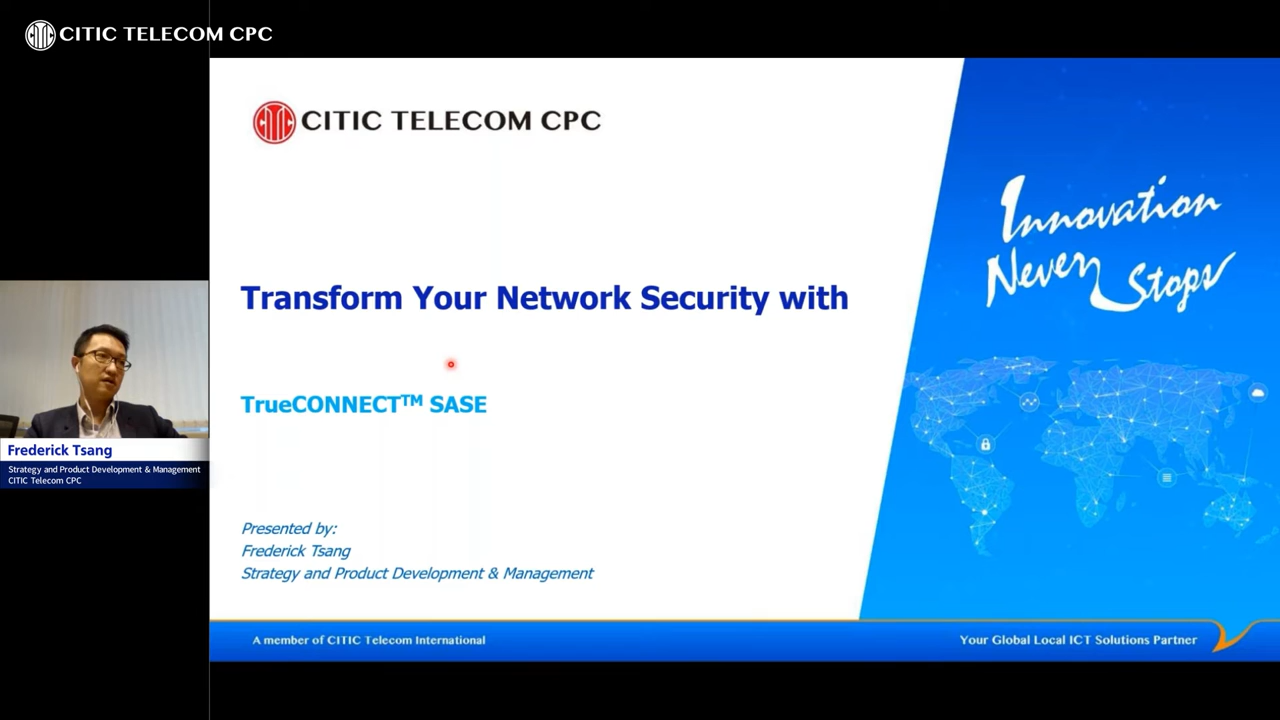 CITIC TELECOM CPC
CITIC TELECOM CPC
Innovation
Never Stops
Transform Your Network Security with
TrueCONNECT™ SASE
Frederick Tsang
Strategy and Product Development & Management
CITIC Telecom CPC
Presented by:
Frederick Tsang
Strategy and Product Development & Management
A member of CITIC Telecom International
Your Global Local ICT Solutions Partner